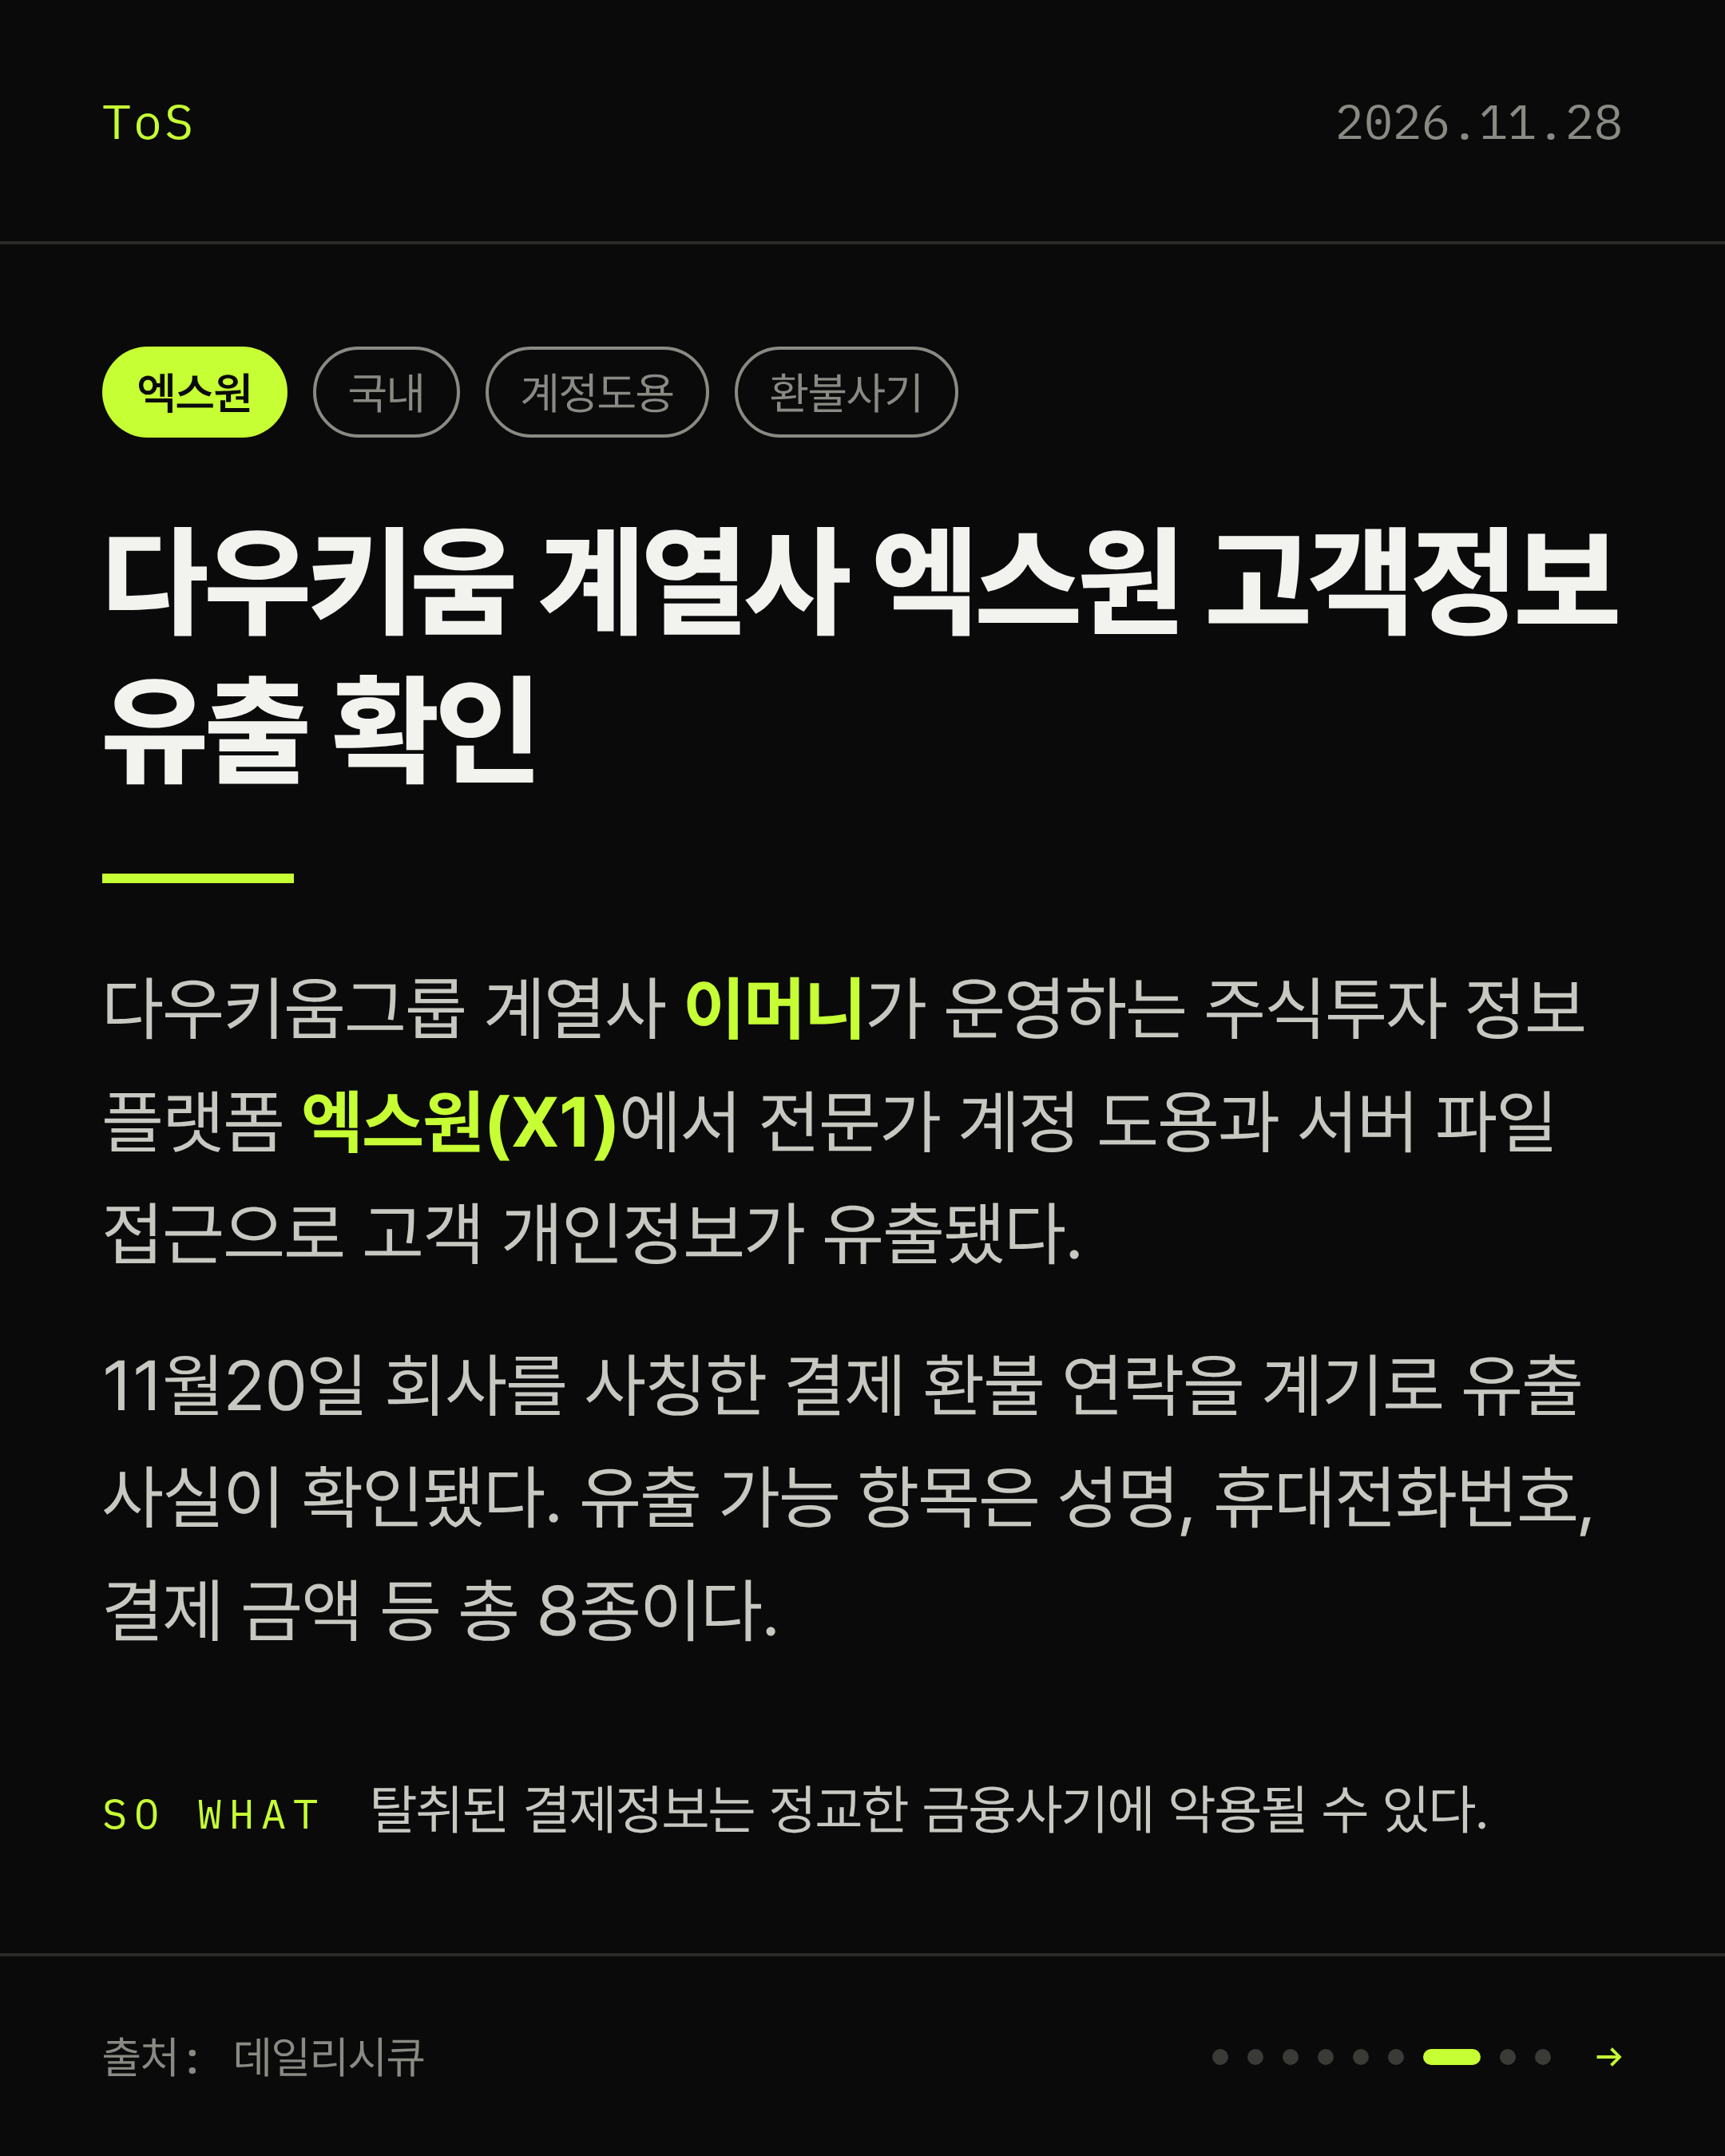 ToS
2026.11.28
엑스원
국내
계정도용
환불사기
다우기움 계열사 엑스원 고객정보
유출 확인
다우키움그룹 계열사 이머니가 운영하는 주식투자 정보
플랫폼 엑스원(X1)에서 전문가 계정 도용과 서버 파일
접근으로 고객 개인정보가 유출됐다.
11월20일 회사를 사칭한 결제 환불 연락을 계기로 유출
사실이 확인됐다. 유출 가능 항목은 성명, 휴대전화번호,
결제 금액 등 총 8종이다.
SO WHAT 탈취된 결제정보는 정교한 금융사기에 악용될 수 있다.
출처: 데일리시큐
→